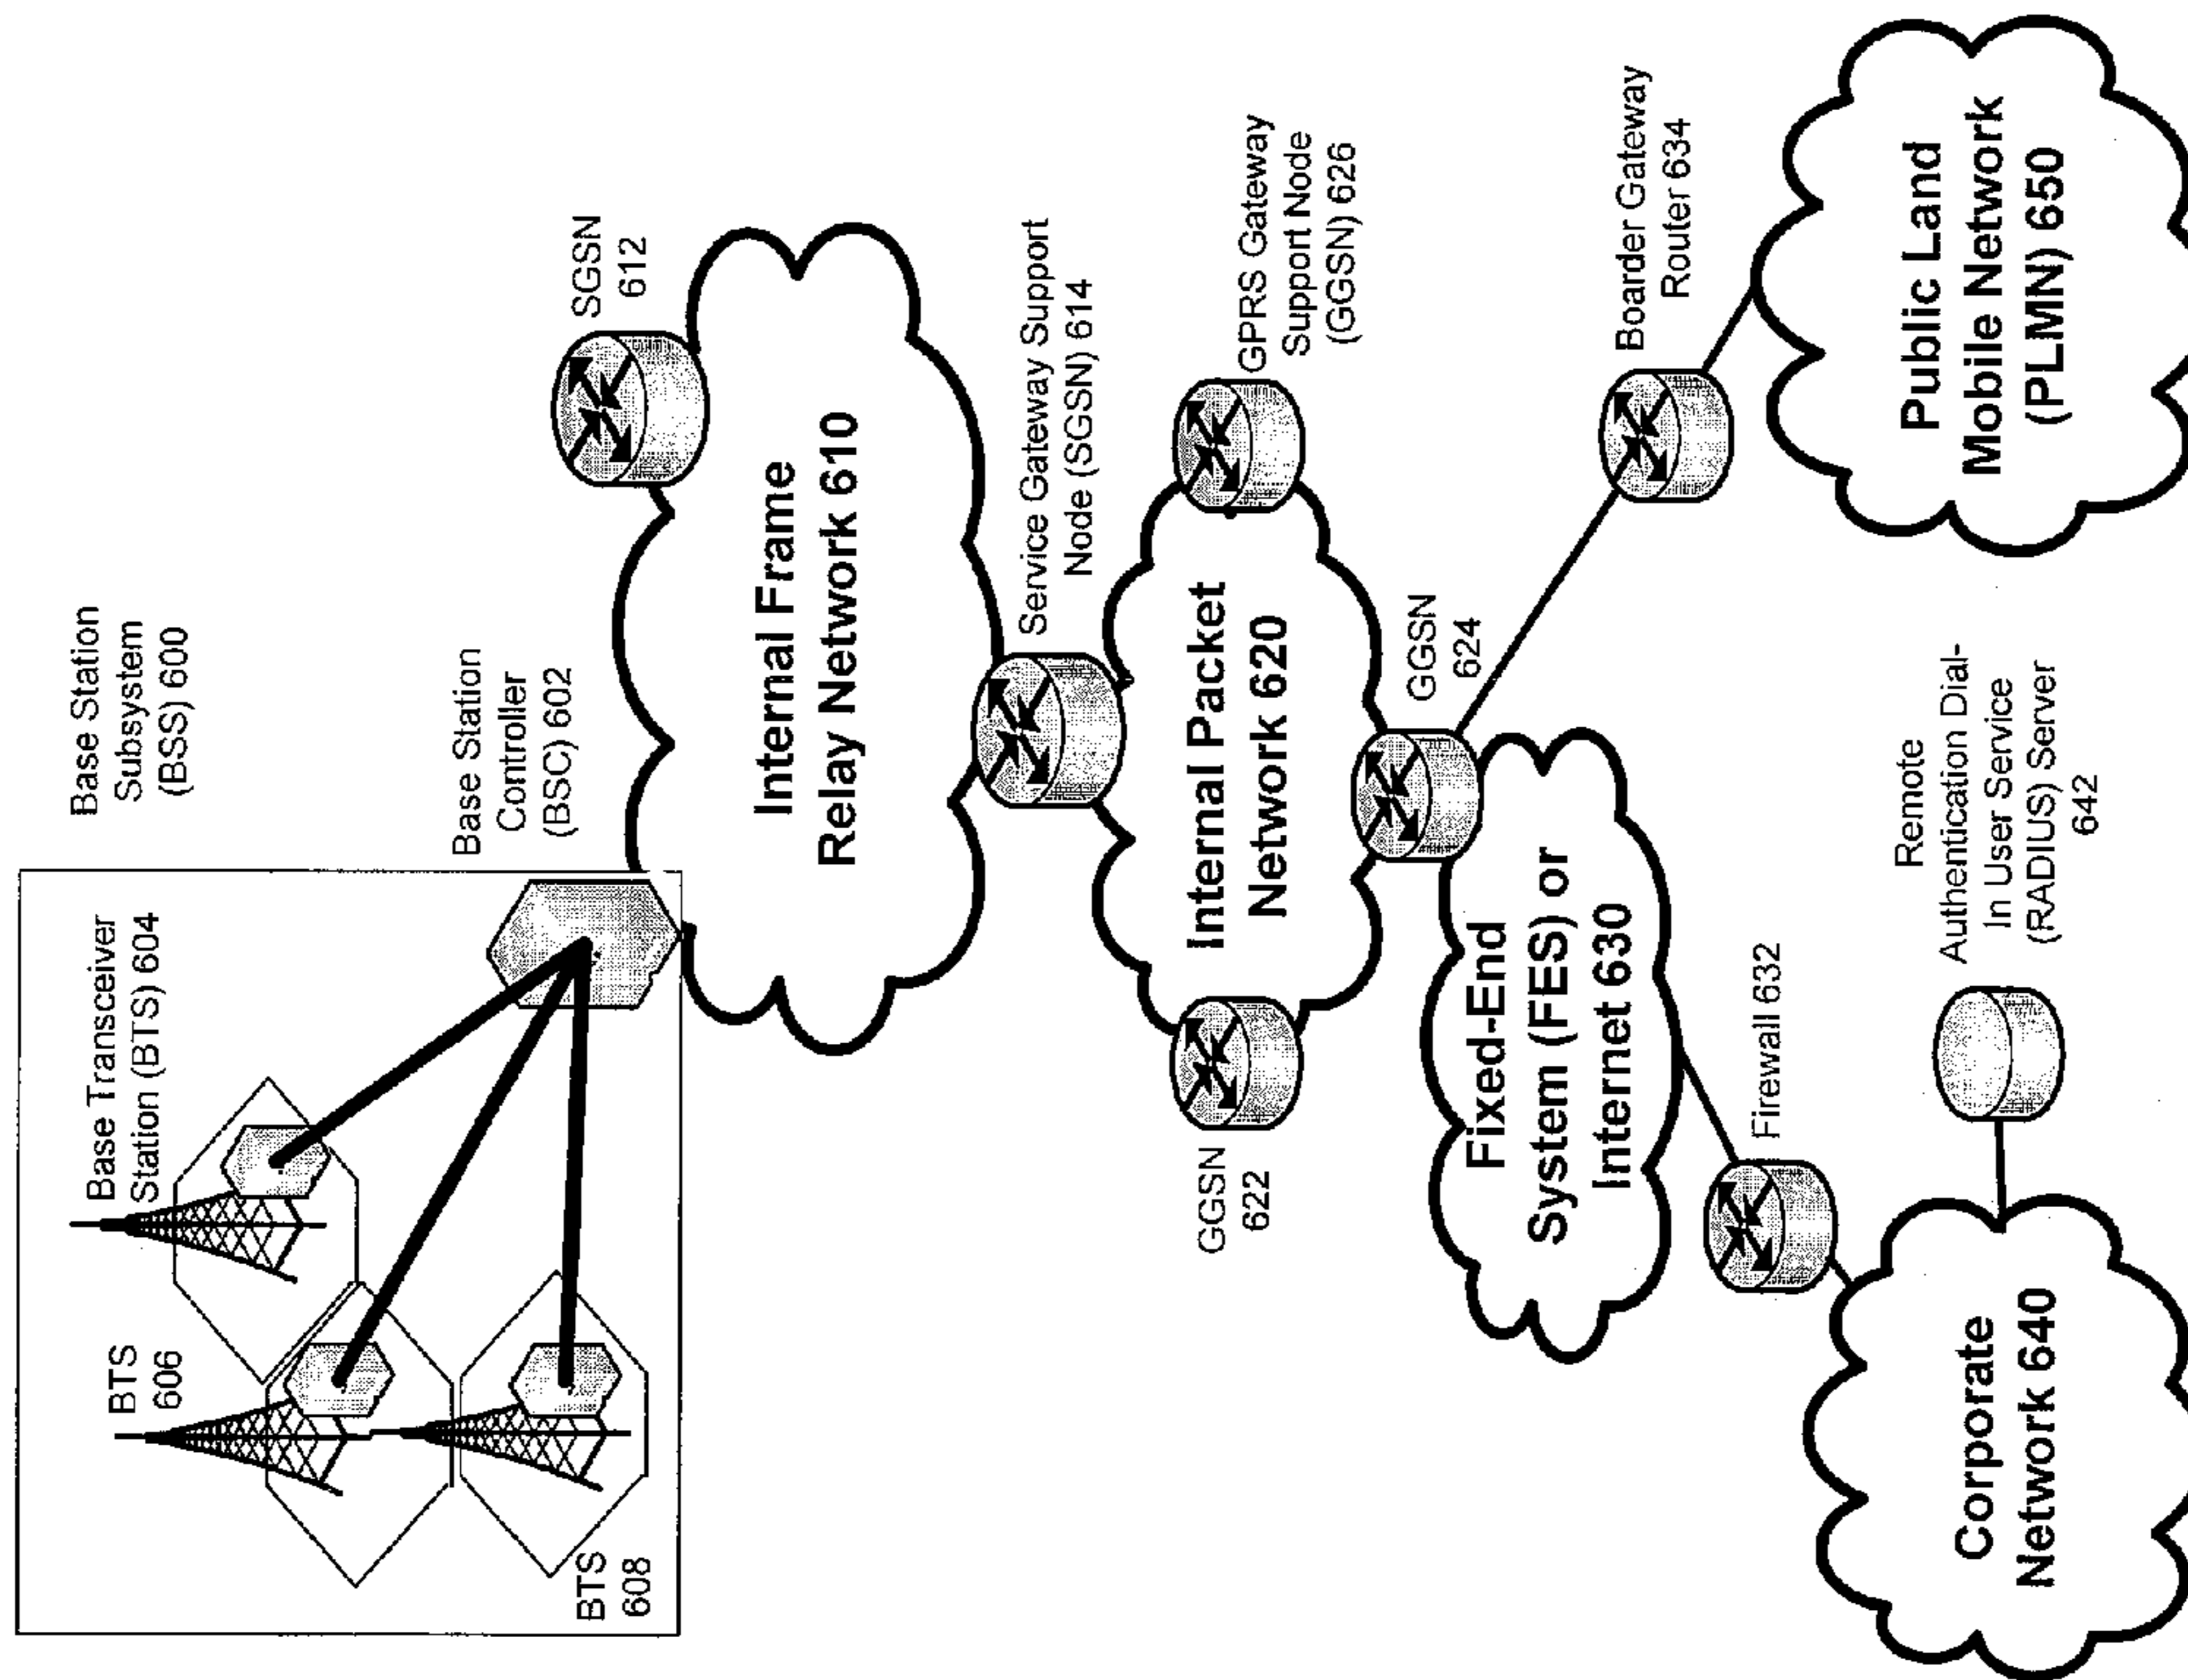 Base Station
Subsystem
(BSS) 600
Base Transceiver
Station (BTS) 604
BTS
606
BTS
608
Base Station
Controller
(BSC) 602
SGSN
612
Internal Frame
Relay Network 610
Service Gateway Support
Node (SGSN) 614
GPRS Gateway
Support Node
(GGSN) 626
Internal Packet
Network 620
GGSN
622
GGSN
624
Fixed-End
System (FES) or
Internet 630
Boarder Gateway
Router 634
Firewall 632
Remote
Authentication Dial-
In User Service
(RADIUS) Server
642
Public Land
Mobile Network
(PLMN) 650
Corporate
Network 640